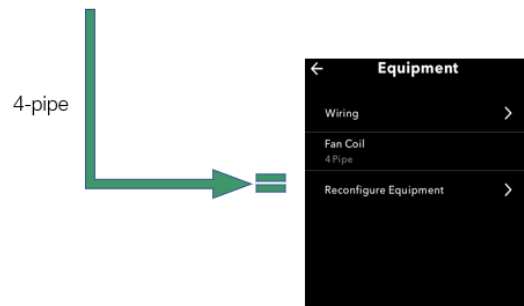 4-pipe
Equipment
Wiring
Fan Coil
4 Pipe
Reconfigure Equipment